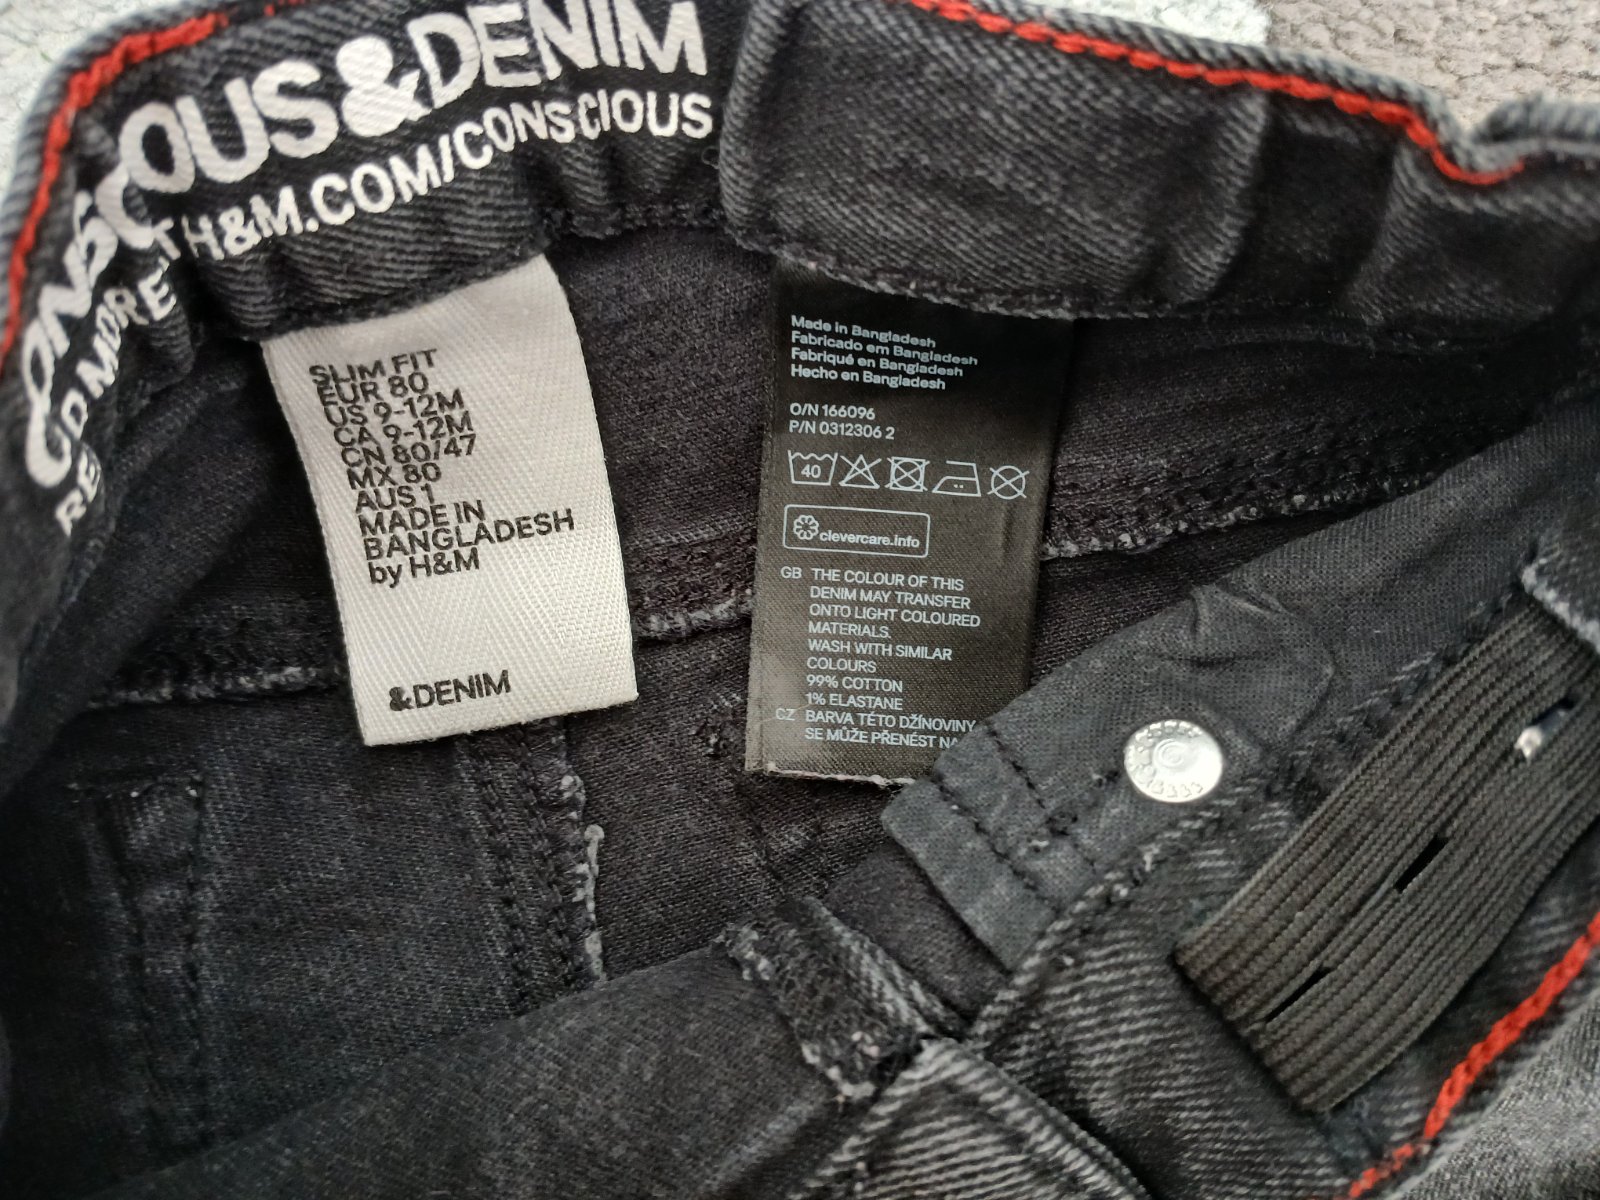 CONSCIOUS&DENIM
READ MORE AT H&M.COM/CONSCIOUS
SLIM FIT
EUR 80
US 9-12M
CA 9-12M
CN 80/47
MX 80
AUS 1
MADE IN
BANGLADESH
by H&M
&DENIM
Made in Bangladesh
Fabricado em Bangladesh
Fabriqué en Bangladesh
Hecho en Bangladesh
O/N 166096
P/N 0312306 2
40
clevercare.info
GB THE COLOUR OF THIS
DENIM MAY TRANSFER
ONTO LIGHT COLOURED
MATERIALS.
WASH WITH SIMILAR
COLOURS
99% COTTON
1% ELASTANE
CZ BARVA TÉTO DŽÍNOVINY
SE MŮŽE PŘENÉST NA